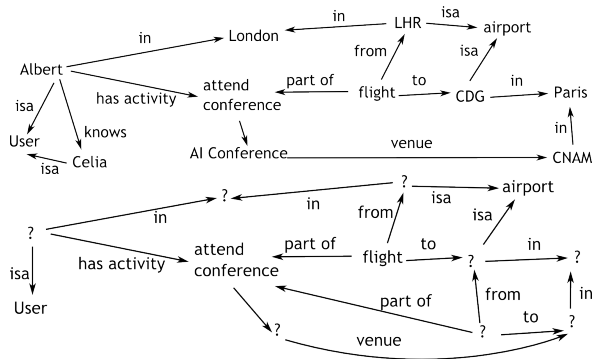 in
LHR
isa
airport
in
London
from
isa
Albert
attend
conference
part of
flight
to
CDG
in
Paris
has activity
isa
knows
User
isa
Celia
AI Conference
venue
in
CNAM
?
?
isa
airport
in
in
from
isa
?
attend
conference
part of
flight
to
?
in
?
has activity
isa
User
part of
from
in
?
venue
?
to
?